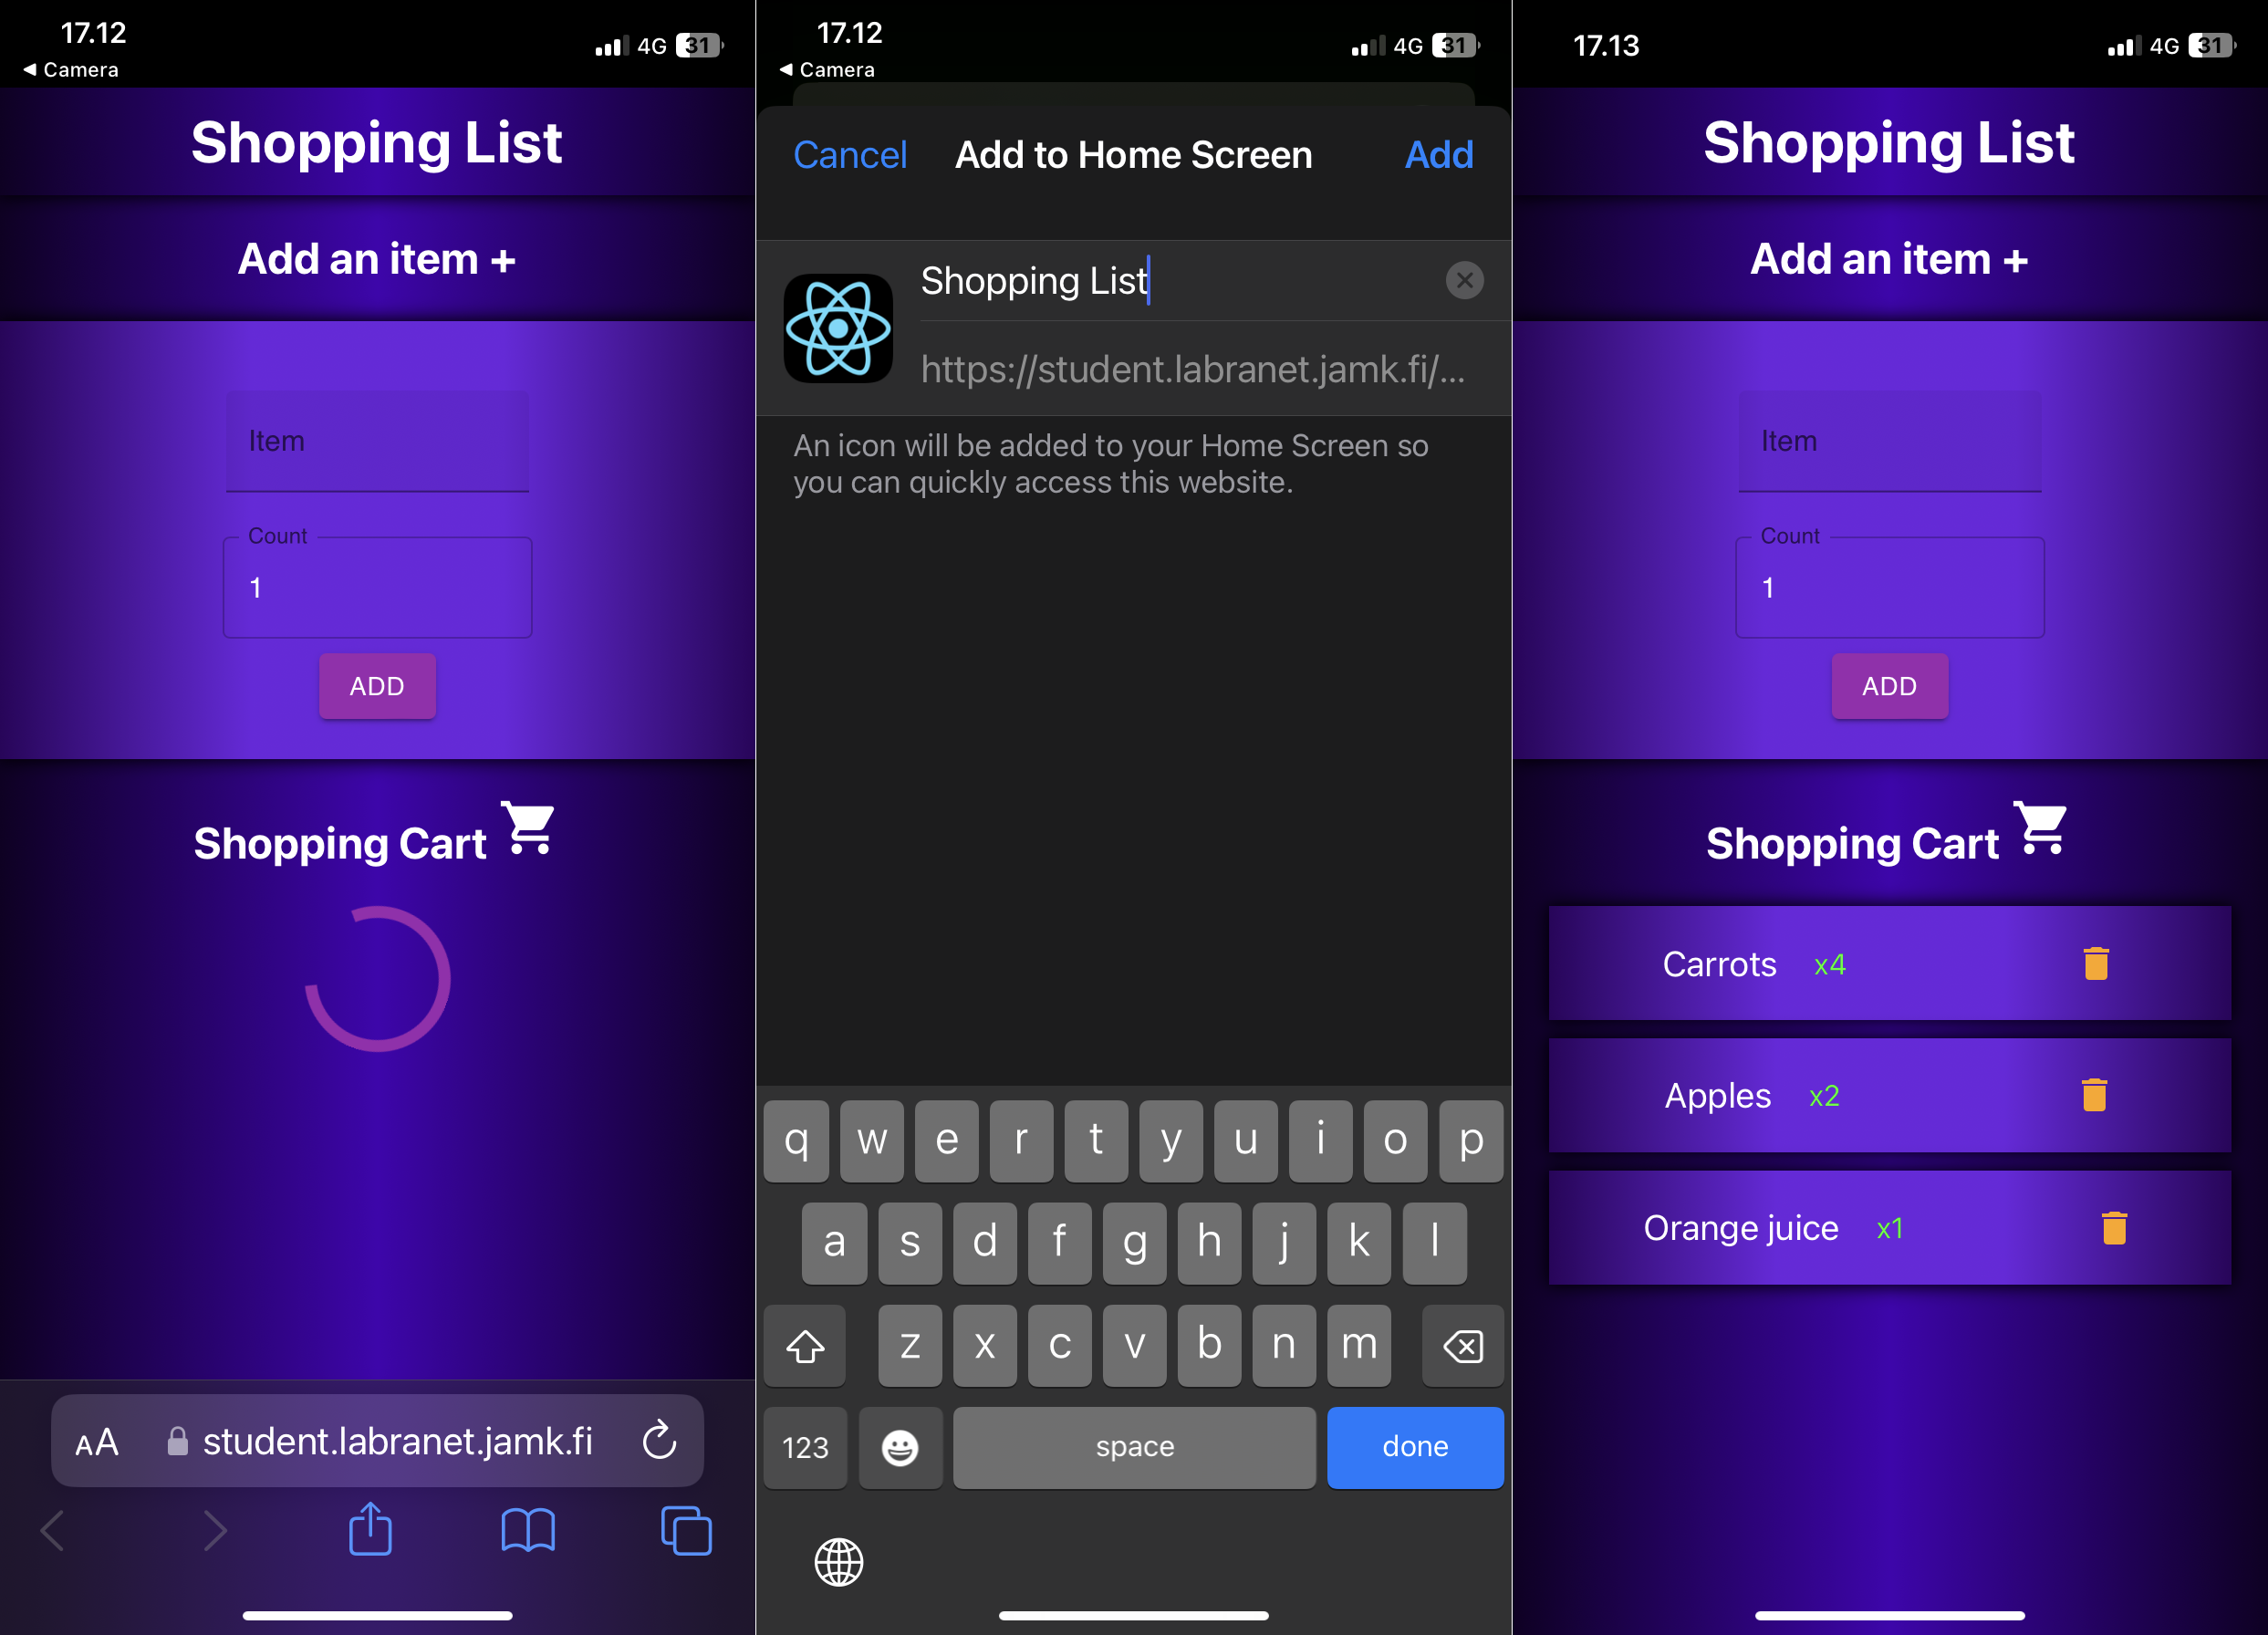 17.12
4G 31
◀ Camera
Shopping List
Add an item +
Item
Count
1
ADD
Shopping Cart
AA student.labranet.jamk.fi
17.12
4G 31
◀ Camera
Cancel Add to Home Screen Add
Shopping List
https://student.labranet.jamk.fi/...
An icon will be added to your Home Screen so
you can quickly access this website.
q w e r t y u i o p
a s d f g h j k l
z x c v b n m
123 space done
17.13
4G 31
Shopping List
Add an item +
Item
Count
1
ADD
Shopping Cart
Carrots x4
Apples x2
Orange juice x1